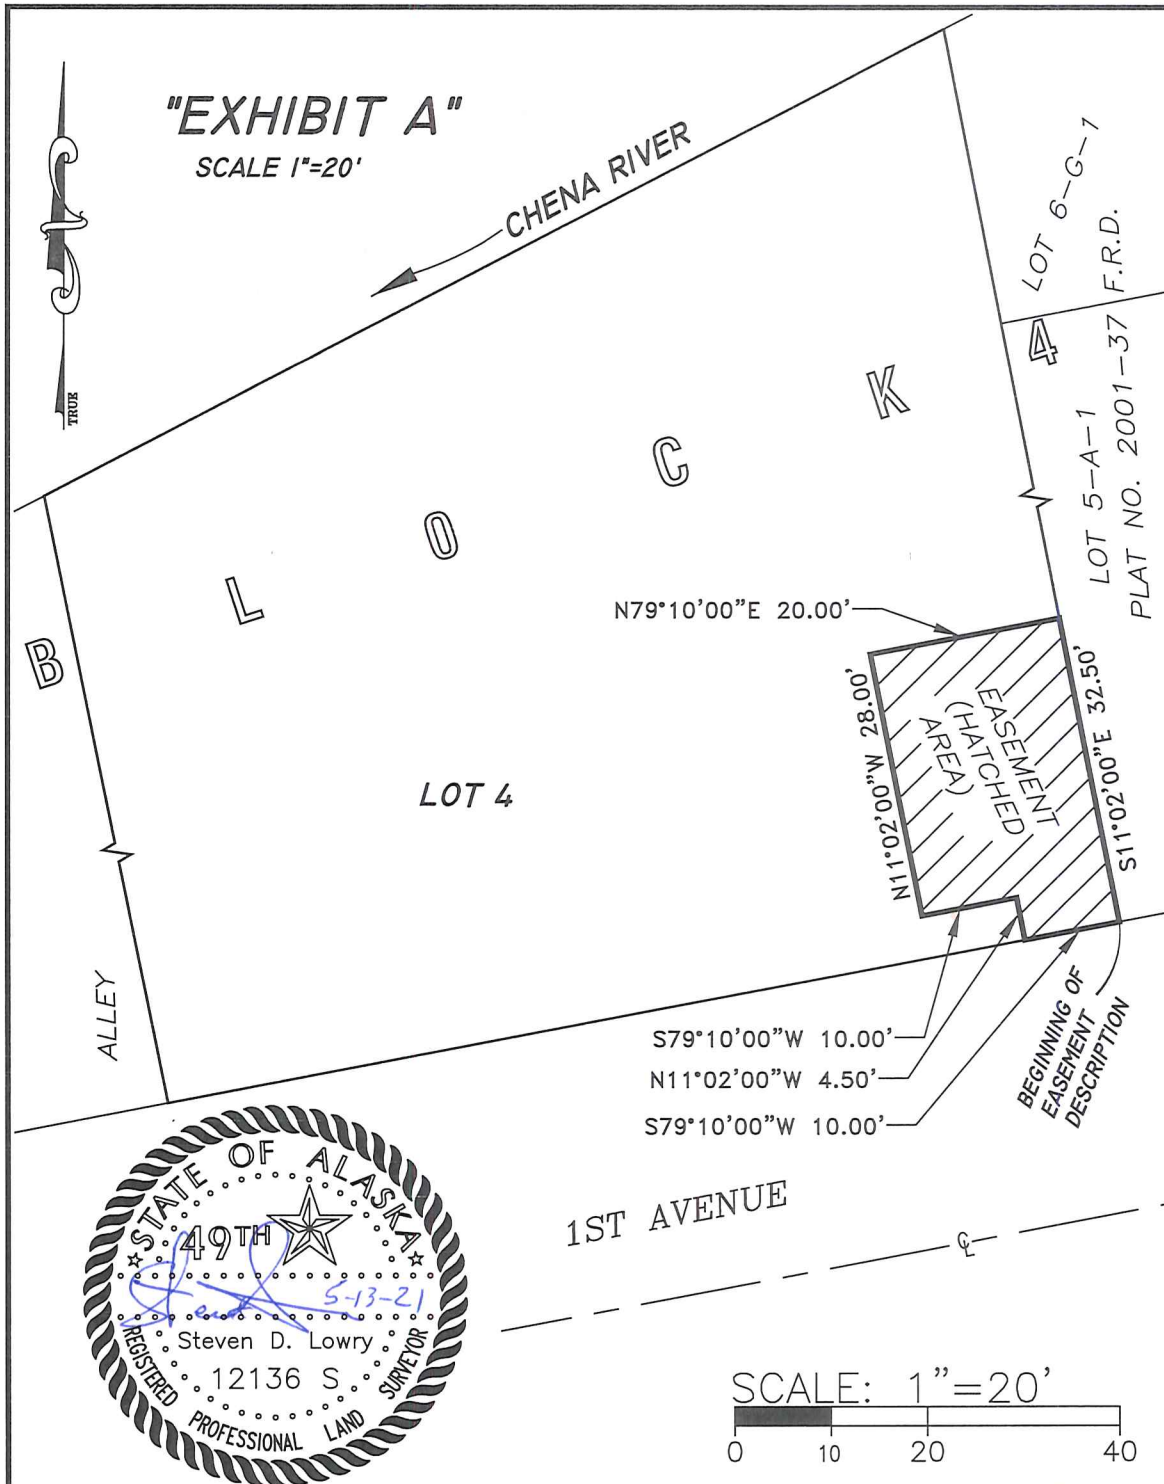 "EXHIBIT A"
SCALE 1"=20'
TRUE
CHENA RIVER
LOT 6-G-1
BLOCK 4
LOT 5-A-1
PLAT NO. 2001-37 F.R.D.
N79°10'00"E 20.00'
N11°02'00"W 28.00'
EASEMENT
(HATCHED
AREA)
S11°02'00"E 32.50'
LOT 4
ALLEY
S79°10'00"W 10.00'
N11°02'00"W 4.50'
S79°10'00"W 10.00'
BEGINNING OF
EASEMENT
DESCRIPTION
1ST AVENUE
℄
STATE OF ALASKA
49TH
5-13-21
Steven D. Lowry
12136 S
REGISTERED PROFESSIONAL LAND SURVEYOR
SCALE: 1"=20'
0 10 20 40